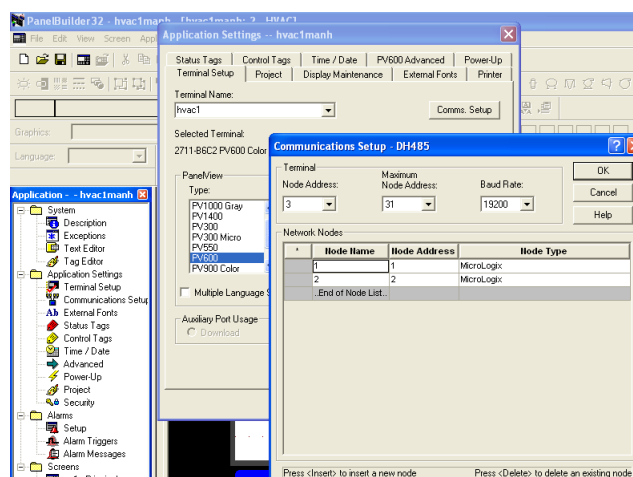 PanelBuilder32 - hvac1manh - [hvac1manh: 2 - HVAC]
File Edit View Screen
Application Settings -- hvac1manh
Status Tags Control Tags Time / Date PV600 Advanced Power-Up
Terminal Setup Project Display Maintenance External Fonts Printer
Terminal Name:
hvac1
Comms. Setup
Graphics:
Selected Terminal:
2711-B6C2 PV600 Color
Language:
PanelView
Type:
PV1000 Gray
PV1400
PV300
PV300 Micro
PV550
PV600
PV900 Color
Multiple Language
Auxiliary Port Usage
Download
Communications Setup - DH485
Terminal
Node Address:
Maximum
Node Address:
Baud Rate:
3
31
19200
OK
Cancel
Help
Network Nodes
* Node Name Node Address Node Type
1 1 MicroLogix
2 2 MicroLogix
..End of Node List..
Press <Insert> to insert a new node Press <Delete> to delete an existing node
Application - - hvac1manh
System
Description
Exceptions
Text Editor
Tag Editor
Application Settings
Terminal Setup
Communications Setup
Ab External Fonts
Status Tags
Control Tags
Time / Date
Advanced
Power-Up
Project
Security
Alarms
Setup
Alarm Triggers
Alarm Messages
Screens